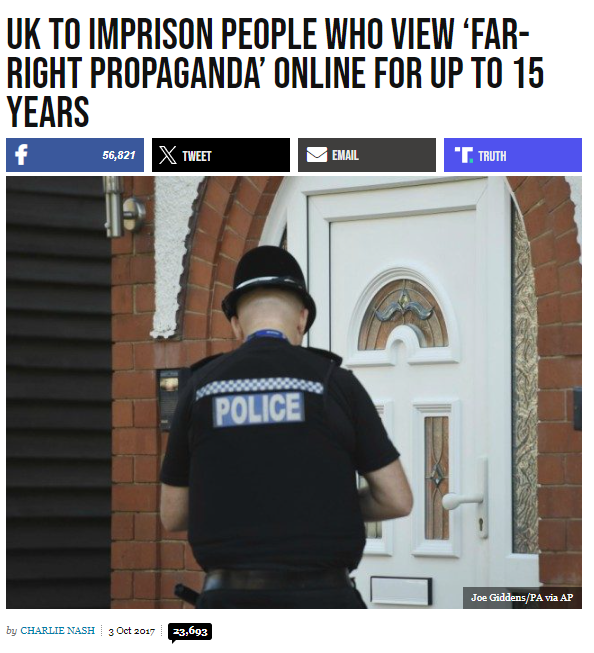 UK TO IMPRISON PEOPLE WHO VIEW ‘FAR-
RIGHT PROPAGANDA’ ONLINE FOR UP TO 15
YEARS
56,821 TWEET EMAIL TRUTH
POLICE
Joe Giddens/PA via AP
by CHARLIE NASH 3 Oct 2017 23,693